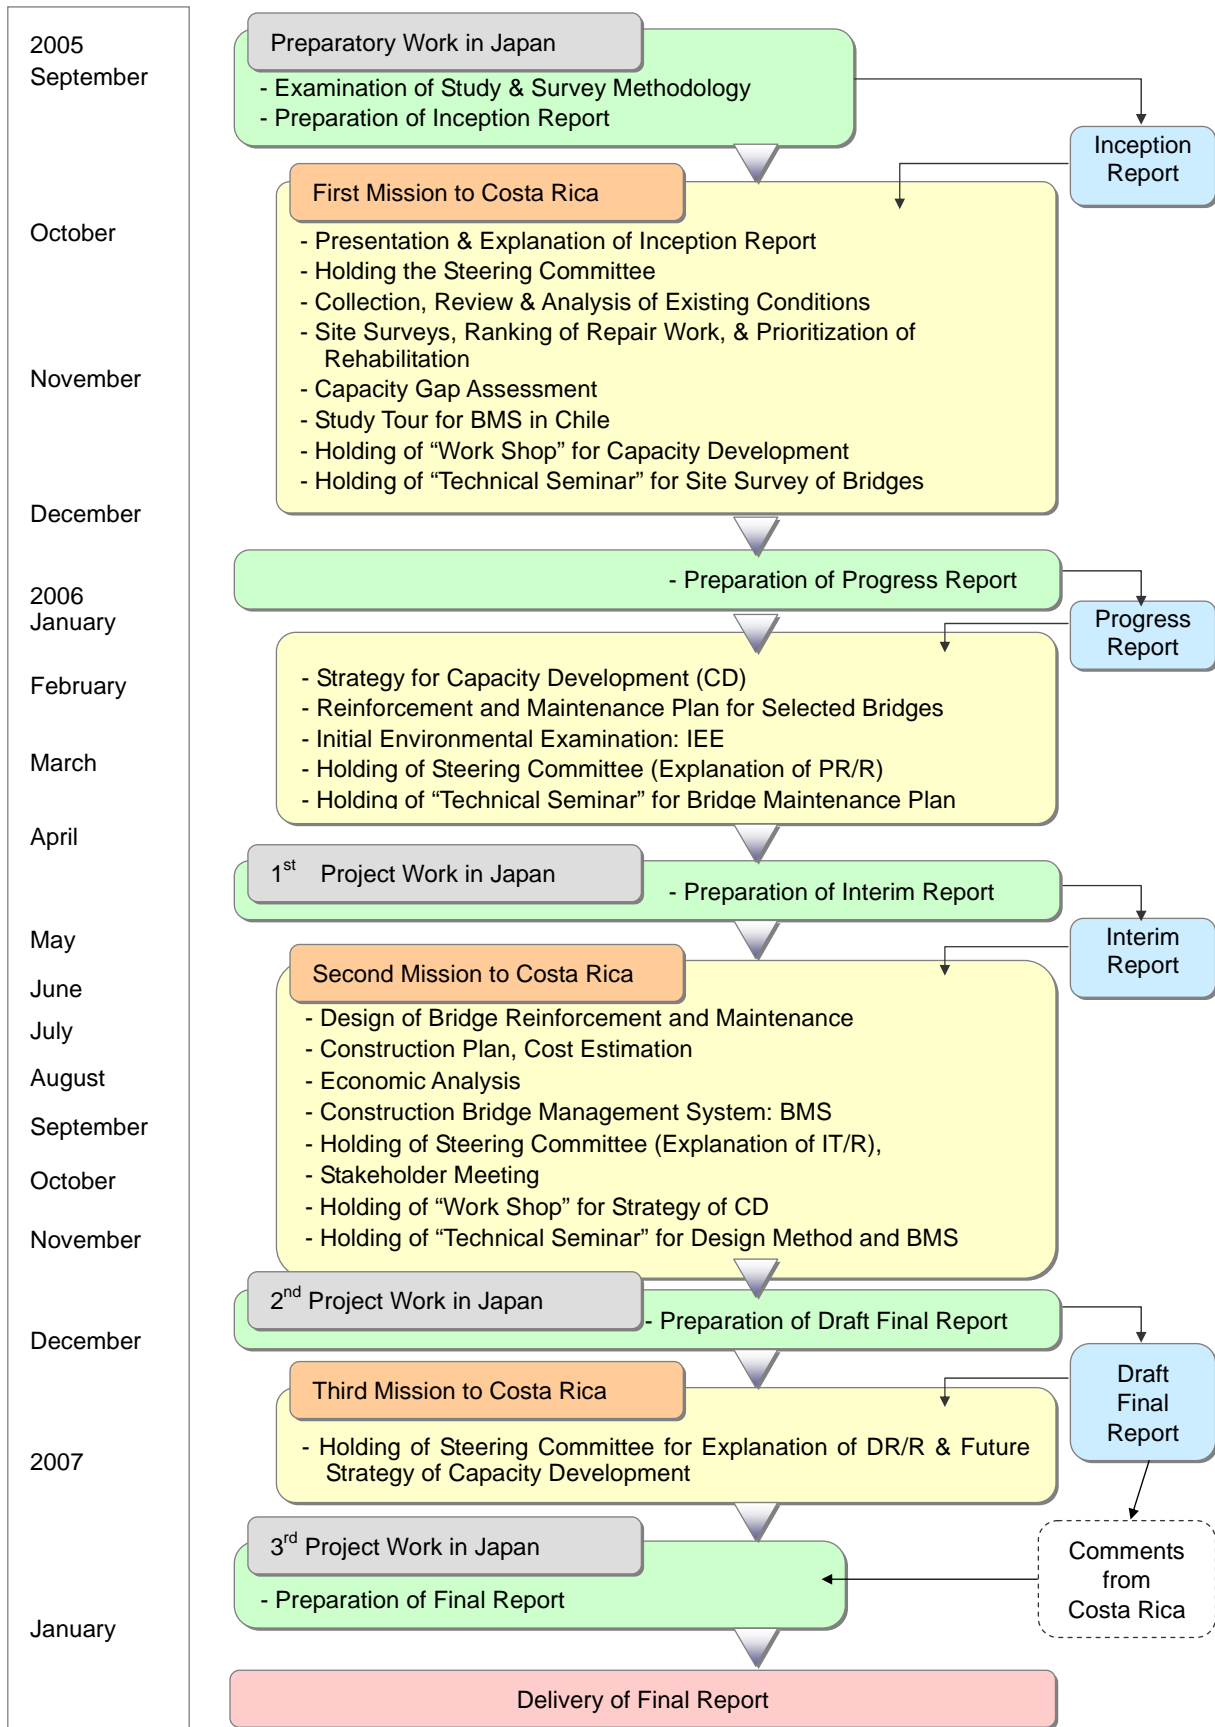 2005
September
October
November
December
2006
January
February
March
April
May
June
July
August
September
October
November
December
2007
January
Preparatory Work in Japan
- Examination of Study & Survey Methodology
- Preparation of Inception Report
Inception
Report
First Mission to Costa Rica
- Presentation & Explanation of Inception Report
- Holding the Steering Committee
- Collection, Review & Analysis of Existing Conditions
- Site Surveys, Ranking of Repair Work, & Prioritization of
Rehabilitation
- Capacity Gap Assessment
- Study Tour for BMS in Chile
- Holding of “Work Shop” for Capacity Development
- Holding of “Technical Seminar” for Site Survey of Bridges
- Preparation of Progress Report
Progress
Report
- Strategy for Capacity Development (CD)
- Reinforcement and Maintenance Plan for Selected Bridges
- Initial Environmental Examination: IEE
- Holding of Steering Committee (Explanation of PR/R)
- Holding of “Technical Seminar” for Bridge Maintenance Plan
1st Project Work in Japan
- Preparation of Interim Report
Interim
Report
Second Mission to Costa Rica
- Design of Bridge Reinforcement and Maintenance
- Construction Plan, Cost Estimation
- Economic Analysis
- Construction Bridge Management System: BMS
- Holding of Steering Committee (Explanation of IT/R),
- Stakeholder Meeting
- Holding of “Work Shop” for Strategy of CD
- Holding of “Technical Seminar” for Design Method and BMS
2nd Project Work in Japan
- Preparation of Draft Final Report
Draft
Final
Report
Third Mission to Costa Rica
- Holding of Steering Committee for Explanation of DR/R & Future
Strategy of Capacity Development
3rd Project Work in Japan
- Preparation of Final Report
Comments
from
Costa Rica
Delivery of Final Report